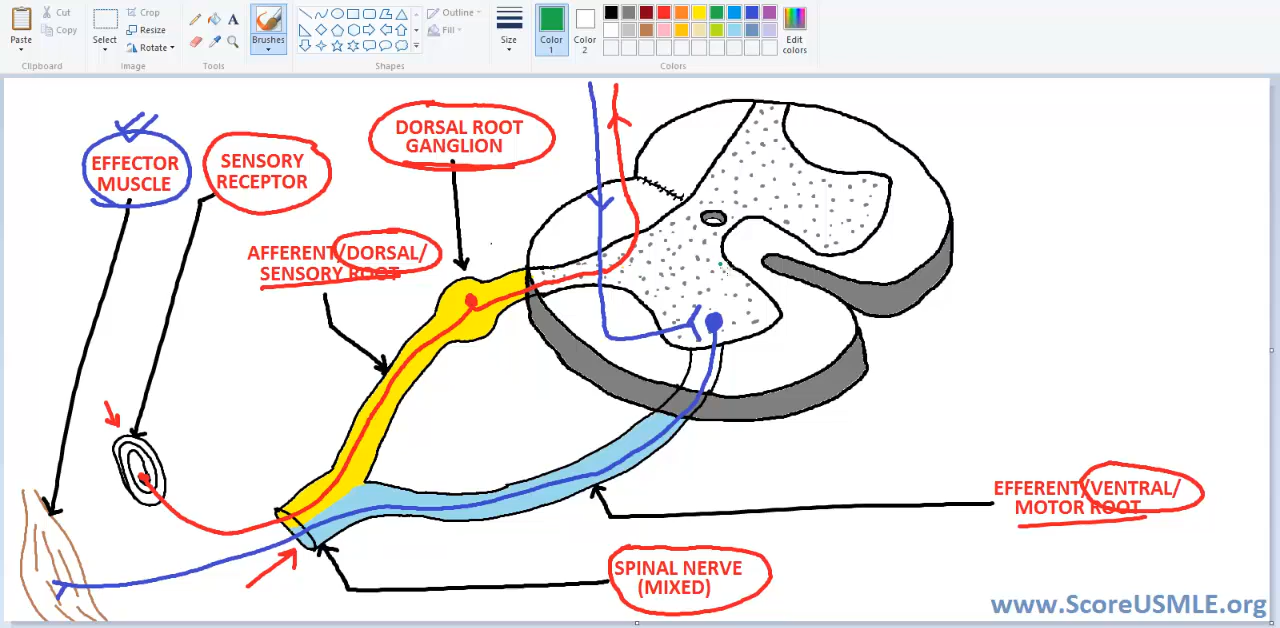 Paste
Cut
Copy
Clipboard
Select
Crop
Resize
Rotate
Image
A
Tools
Brushes
Outline
Fill
Shapes
Size
Color
1
Color
2
Edit
colors
Colors
EFFECTOR
MUSCLE
SENSORY
RECEPTOR
DORSAL ROOT
GANGLION
AFFERENT/DORSAL/
SENSORY ROOT
EFFERENT/VENTRAL/
MOTOR ROOT
SPINAL NERVE
(MIXED)
www.ScoreUSMLE.org